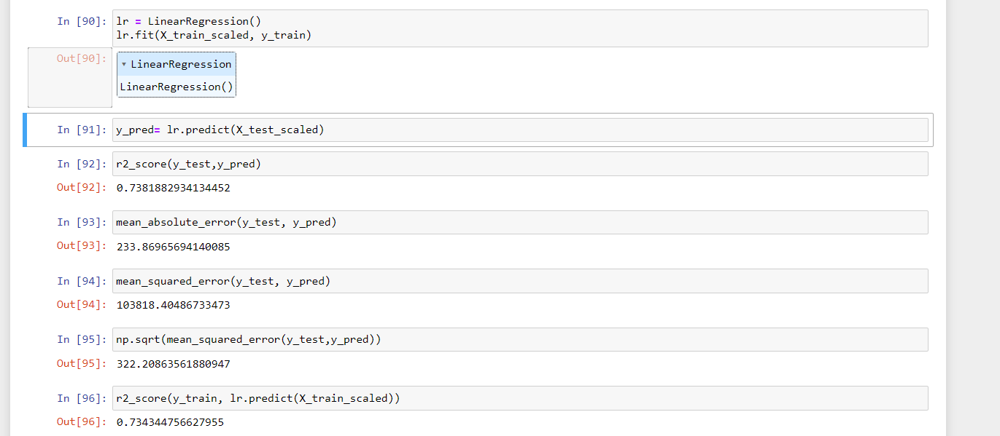 In [90]: lr = LinearRegression()
lr.fit(X_train_scaled, y_train)
Out[90]: ▾ LinearRegression
LinearRegression()
In [91]: y_pred= lr.predict(X_test_scaled)
In [92]: r2_score(y_test,y_pred)
Out[92]: 0.7381882934134452
In [93]: mean_absolute_error(y_test, y_pred)
Out[93]: 233.86965694140085
In [94]: mean_squared_error(y_test, y_pred)
Out[94]: 103818.40486733473
In [95]: np.sqrt(mean_squared_error(y_test,y_pred))
Out[95]: 322.20863561880947
In [96]: r2_score(y_train, lr.predict(X_train_scaled))
Out[96]: 0.734344756627955